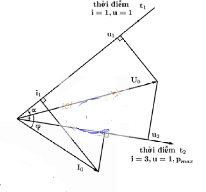 thời điểm t₁
i = 1, u = 1
u₁
U₀
i₁
α
φ
u₂
thời điểm t₂
i = 3, u = 1, pₘₐₓ
I₀